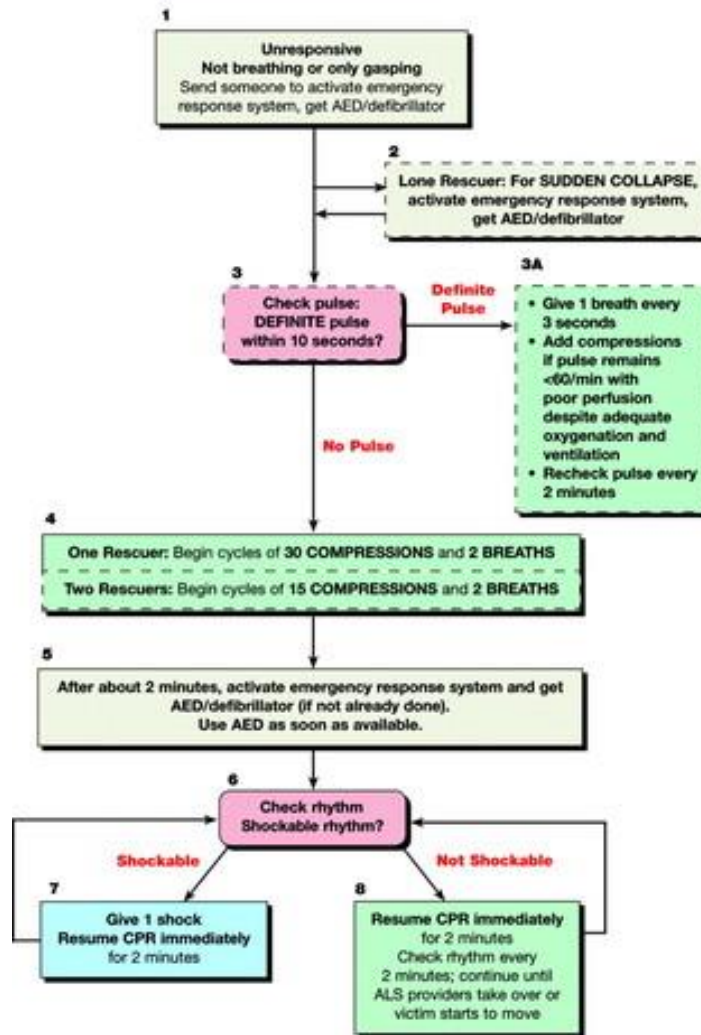 1
Unresponsive
Not breathing or only gasping
Send someone to activate emergency
response system, get AED/defibrillator
2
Lone Rescuer: For SUDDEN COLLAPSE,
activate emergency response system,
get AED/defibrillator
3
Check pulse:
DEFINITE pulse
within 10 seconds?
Definite
Pulse
3A
• Give 1 breath every
3 seconds
• Add compressions
if pulse remains
<60/min with
poor perfusion
despite adequate
oxygenation and
ventilation
• Recheck pulse every
2 minutes
No Pulse
4
One Rescuer: Begin cycles of 30 COMPRESSIONS and 2 BREATHS
Two Rescuers: Begin cycles of 15 COMPRESSIONS and 2 BREATHS
5
After about 2 minutes, activate emergency response system and get
AED/defibrillator (if not already done).
Use AED as soon as available.
6
Check rhythm
Shockable rhythm?
Shockable
Not Shockable
7
Give 1 shock
Resume CPR immediately
for 2 minutes
8
Resume CPR immediately
for 2 minutes
Check rhythm every
2 minutes; continue until
ALS providers take over or
victim starts to move